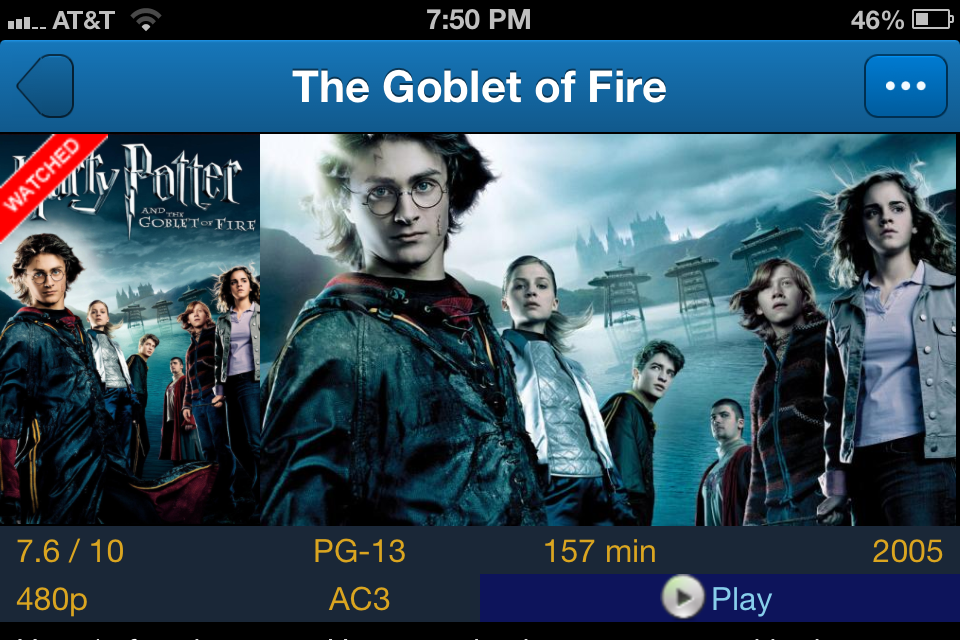 AT&T 7:50 PM 46%
The Goblet of Fire
WATCHED
Harry Potter
AND THE
GOBLET OF FIRE
7.6 / 10 PG-13 157 min 2005
480p AC3 Play